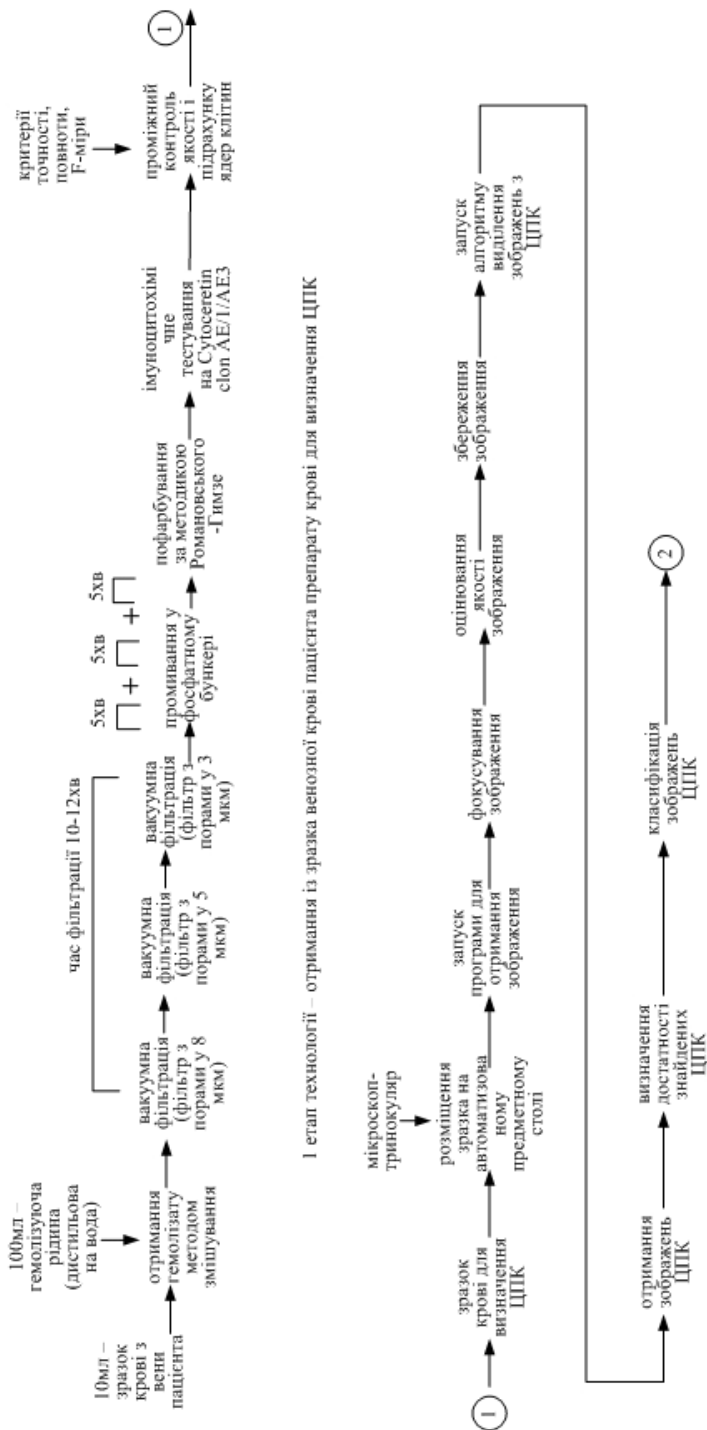 10мл –
зразок
крові з
вени
пацієнта
100мл –
гемолізуюча
рідина
(дистильова
на вода)
отримання
гемолізату
методом
змішування
час фільтрації 10-12хв
вакуумна
фільтрація
(фільтр з
порами у 8
мкм)
вакуумна
фільтрація
(фільтр з
порами у 5
мкм)
вакуумна
фільтрація
(фільтр з
порами у 3
мкм)
5хв + 5хв + 5хв
промивання у
фосфатному
бункері
пофарбування
за методикою
Романовського
-Гимзе
імуноцитохімі
чне
тестування
на Cytoceretin
clon AE/1/AE3
критерії
точності,
повноти,
F-міри
проміжний
контроль
якості і
підрахунку
ядер клітин
1
1 етап технології – отримання із зразка венозної крові пацієнта препарату крові для визначення ЦПК
1
зразок
крові для
визначення
ЦПК
мікроскоп-
тринокуляр
розміщення
зразка на
автоматизова
ному
предметному
столі
запуск
програми для
отримання
зображення
фокусування
зображення
оцінювання
якості
зображення
збереження
зображення
запуск
алгоритму
виділення
зображень з
ЦПК
отримання
зображень
ЦПК
визначення
достатності
знайдених
ЦПК
класифікація
зображень
ЦПК
2